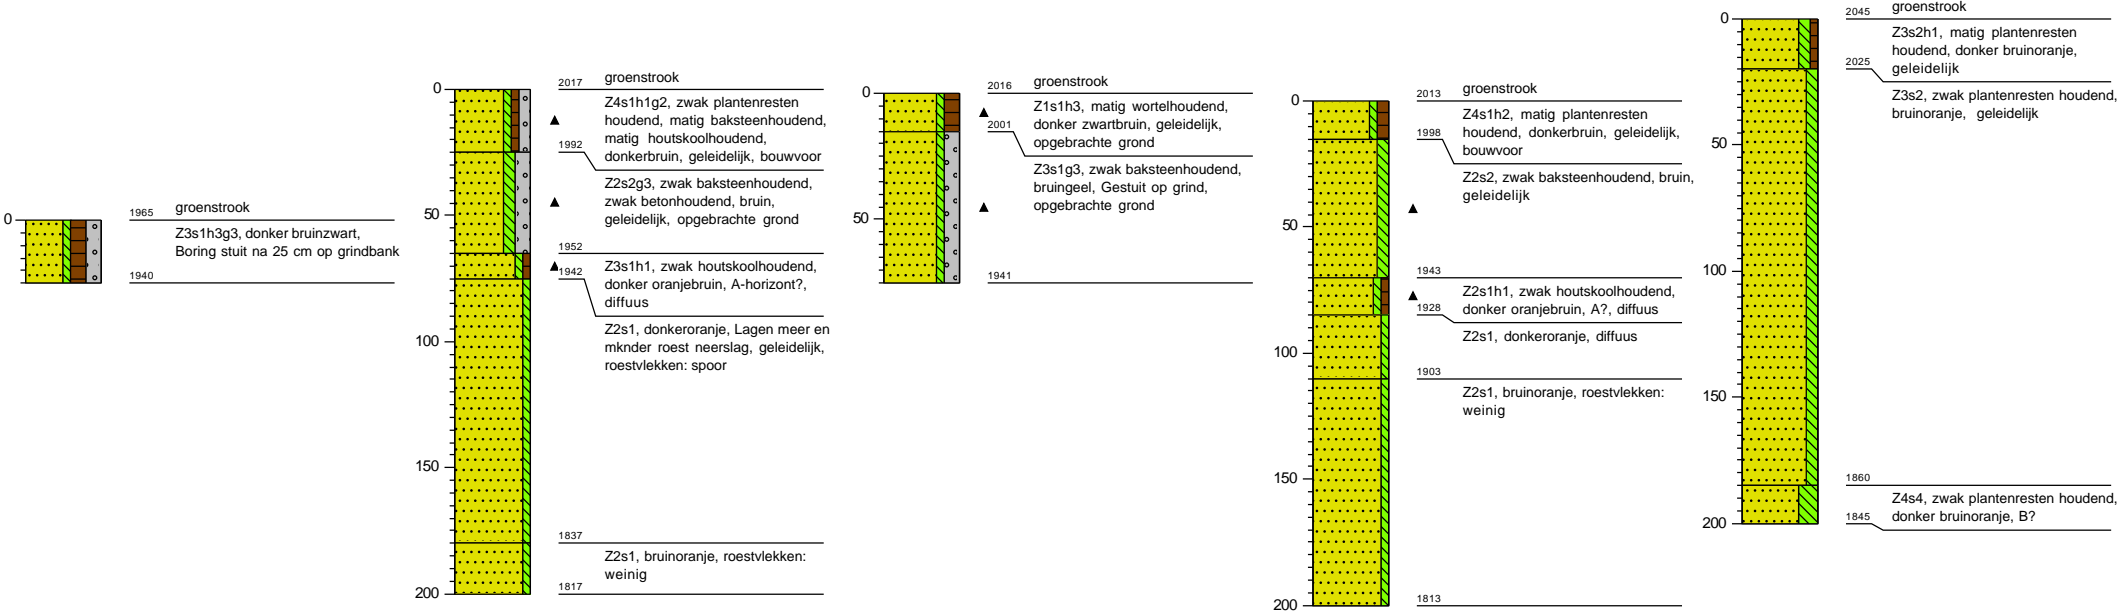 0
1965
groenstrook
Z3s1h3g3, donker bruinzwart,
Boring stuit na 25 cm op grindbank
1940
0
50
100
150
200
2017
groenstrook
Z4s1h1g2, zwak plantenresten
houdend, matig baksteenhoudend,
matig houtskoolhoudend,
donkerbruin, geleidelijk, bouwvoor
1992
Z2s2g3, zwak baksteenhoudend,
zwak betonhoudend, bruin,
geleidelijk, opgebrachte grond
1952
Z3s1h1, zwak houtskoolhoudend,
donker oranjebruin, A-horizont?,
diffuus
1942
Z2s1, donkeroranje, Lagen meer en
mknder roest neerslag, geleidelijk,
roestvlekken: spoor
1837
Z2s1, bruinoranje, roestvlekken:
weinig
1817
0
50
2016
groenstrook
Z1s1h3, matig wortelhoudend,
donker zwartbruin, geleidelijk,
opgebrachte grond
2001
Z3s1g3, zwak baksteenhoudend,
bruingeel, Gestuit op grind,
opgebrachte grond
1941
0
50
100
150
200
2013
groenstrook
Z4s1h2, matig plantenresten
houdend, donkerbruin, geleidelijk,
bouwvoor
1998
Z2s2, zwak baksteenhoudend, bruin,
geleidelijk
1943
Z2s1h1, zwak houtskoolhoudend,
donker oranjebruin, A?, diffuus
1928
Z2s1, donkeroranje, diffuus
1903
Z2s1, bruinoranje, roestvlekken:
weinig
1813
0
50
100
150
200
2045
groenstrook
Z3s2h1, matig plantenresten
houdend, donker bruinoranje,
geleidelijk
2025
Z3s2, zwak plantenresten houdend,
bruinoranje, geleidelijk
1860
Z4s4, zwak plantenresten houdend,
donker bruinoranje, B?
1845